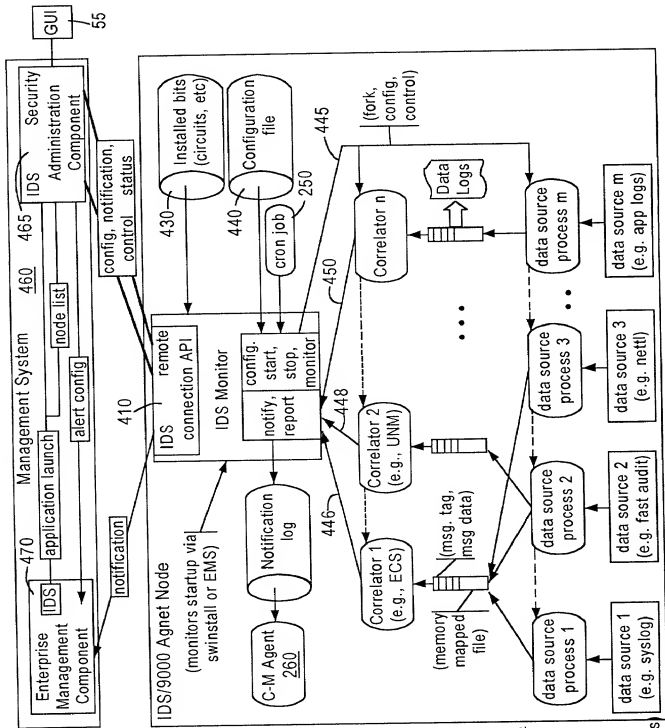 Management System
460
470
Enterprise
Management
Component
IDS
application launch
node list
alert config
465
IDS Security
Administration
Component
GUI
55
notification
config, notification,
control status
IDS/9000 Agnet Node
410
IDS remote
connection API
IDS Monitor
notify,
report
config.
start,
stop,
monitor
430
Installed bits
(circuits, etc)
440
Configuration
file
cron job
250
(monitors startup via
swinstall or EMS)
Notification
log
C-M Agent
260
446
448
450
445
(fork,
config,
control)
Correlator 1
(e.g., ECS)
Correlator 2
(e.g., UNM)
Correlator n
(memory
mapped
file)
(msg. tag,
msg data)
Data
Logs
data source
process 1
data source
process 2
data source
process 3
data source
process m
data source 1
(e.g. syslog)
data source 2
(e.g. fast audit)
data source 3
(e.g. nettl)
data source m
(e.g. app logs)